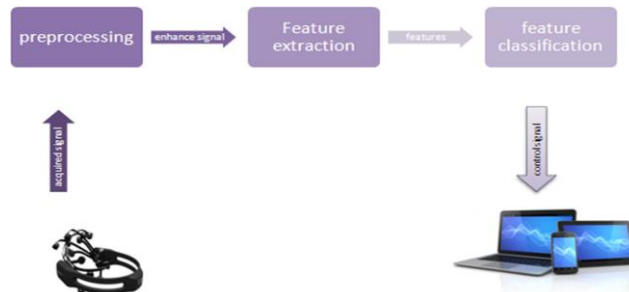 preprocessing
enhance signal
Feature
extraction
features
feature
classification
acquired signal
control signal